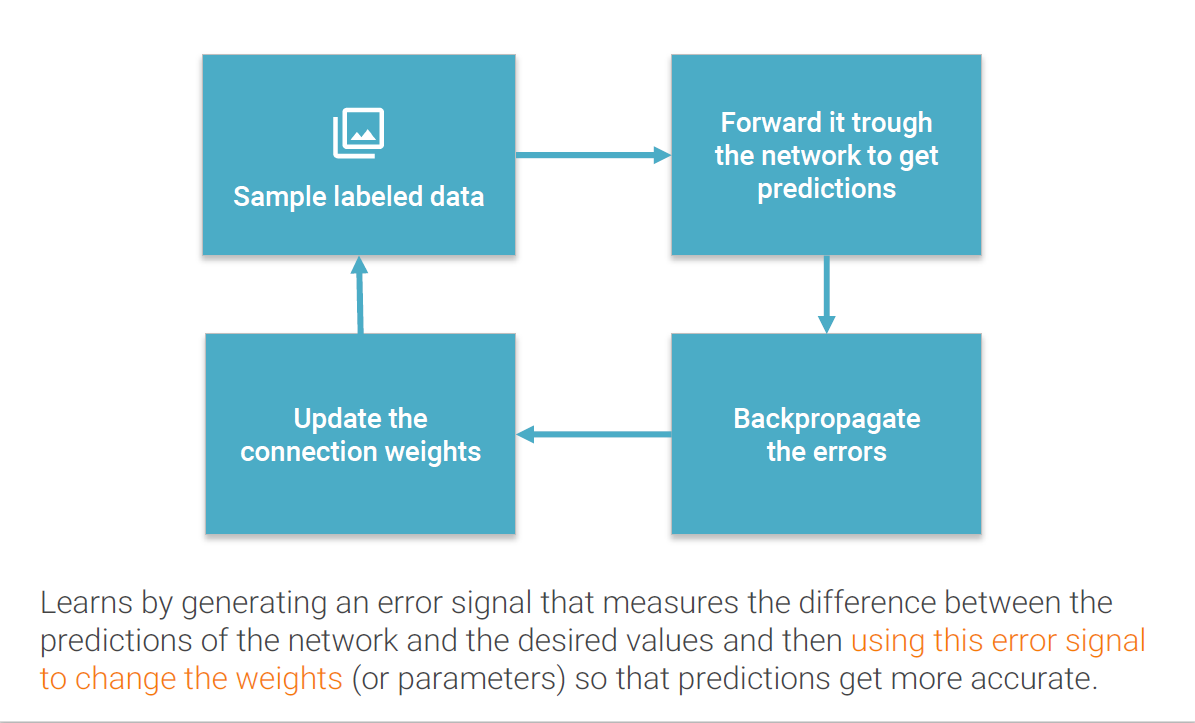 Sample labeled data
Forward it trough
the network to get
predictions
Backpropagate
the errors
Update the
connection weights
Learns by generating an error signal that measures the difference between the
predictions of the network and the desired values and then using this error signal
to change the weights (or parameters) so that predictions get more accurate.